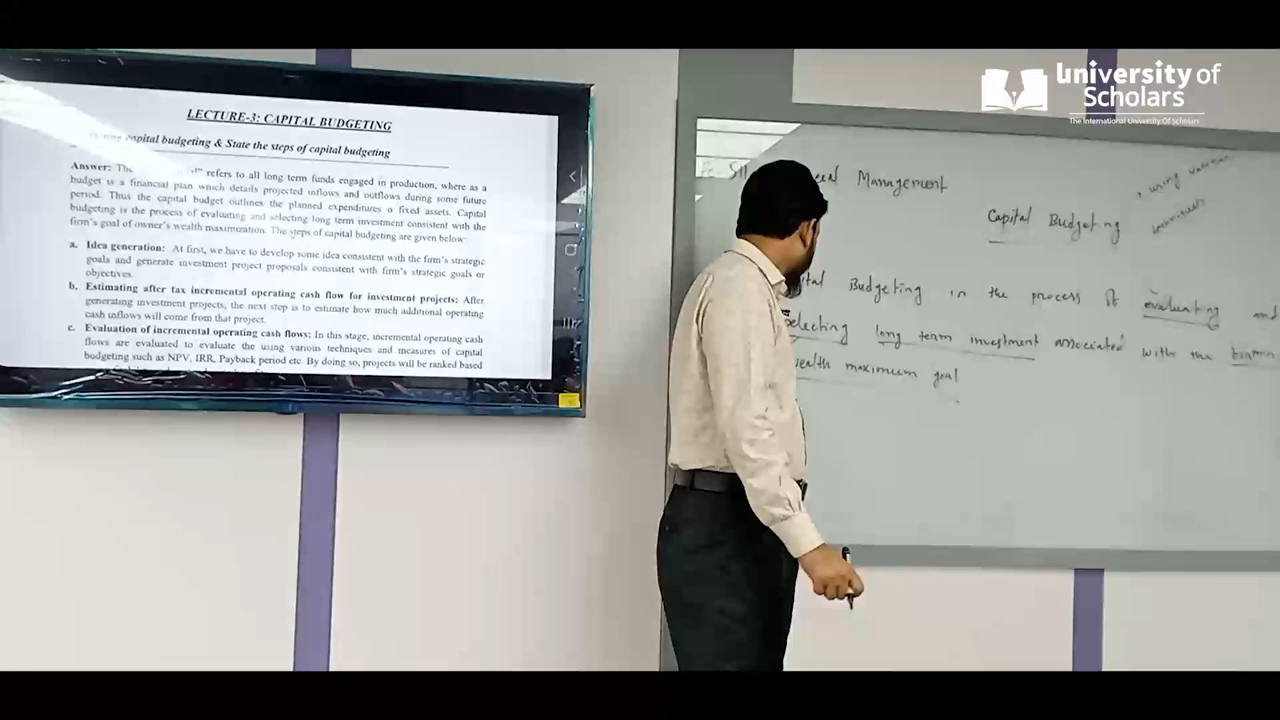 University of
Scholars
The International University Of Scholars
LECTURE-3: CAPITAL BUDGETING
capital budgeting & State the steps of capital budgeting
Answer: The refers to all long term funds engaged in production, where as a
budget is a financial plan which details projected inflows and outflows during some future
period. Thus the capital budget outlines the planned expenditures o fixed assets. Capital
budgeting is the process of evaluating and selecting long term investment consistent with the
firm's goal of owner's wealth maximization. The steps of capital budgeting are given below:
a. Idea generation: At first, we have to develop some idea consistent with the firm's strategic
goals and generate investment project proposals consistent with firm's strategic goals or
objectives.
b. Estimating after tax incremental operating cash flow for investment projects: After
generating investment projects, the next step is to estimate how much additional operating
cash inflows will come from that project.
c. Evaluation of incremental operating cash flows: In this stage, incremental operating cash
flows are evaluated to evaluate the using various techniques and measures of capital
budgeting such as NPV, IRR, Payback period etc. By doing so, projects will be ranked based
Management
using
Capital Budgeting
Budgeting in the process of evaluating and
selecting long term investment associated with the
maximum goal